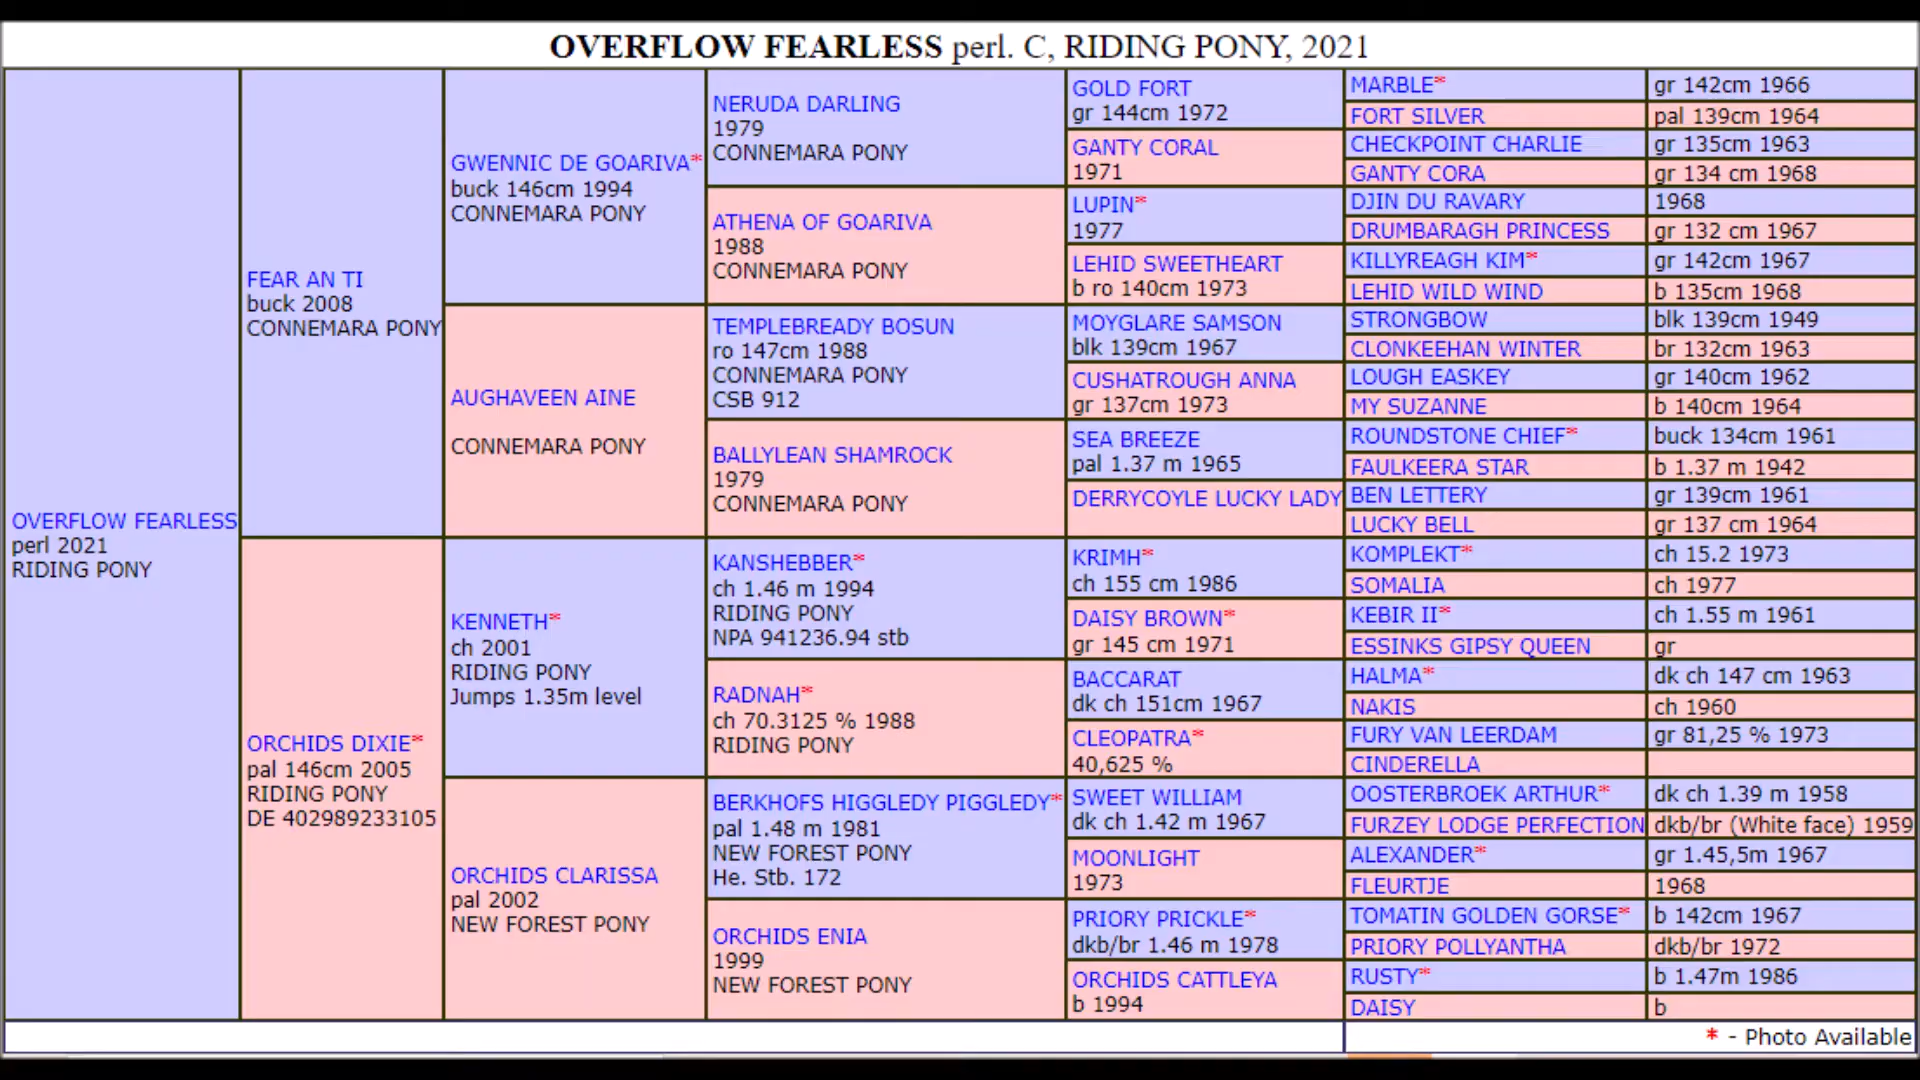 OVERFLOW FEARLESS perl. C, RIDING PONY, 2021
OVERFLOW FEARLESS
perl 2021
RIDING PONY
FEAR AN TI
buck 2008
CONNEMARA PONY
ORCHIDS DIXIE*
pal 146cm 2005
RIDING PONY
DE 402989233105
GWENNIC DE GOARIVA*
buck 146cm 1994
CONNEMARA PONY
AUGHAVEEN AINE
CONNEMARA PONY
KENNETH*
ch 2001
RIDING PONY
Jumps 1.35m level
ORCHIDS CLARISSA
pal 2002
NEW FOREST PONY
NERUDA DARLING
1979
CONNEMARA PONY
ATHENA OF GOARIVA
1988
CONNEMARA PONY
TEMPLEBREADY BOSUN
ro 147cm 1988
CONNEMARA PONY
CSB 912
BALLYLEAN SHAMROCK
1979
CONNEMARA PONY
KANSHEBBER*
ch 1.46 m 1994
RIDING PONY
NPA 941236.94 stb
RADNAH*
ch 70.3125 % 1988
RIDING PONY
BERKHOFS HIGGLEDY PIGGLEDY*
pal 1.48 m 1981
NEW FOREST PONY
He. Stb. 172
ORCHIDS ENIA
1999
NEW FOREST PONY
GOLD FORT
gr 144cm 1972
GANTY CORAL
1971
LUPIN*
1977
LEHID SWEETHEART
b ro 140cm 1973
MOYGLARE SAMSON
blk 139cm 1967
CUSHATROUGH ANNA
gr 137cm 1973
SEA BREEZE
pal 1.37 m 1965
DERRYCOYLE LUCKY LADY
KRIMH*
ch 155 cm 1986
DAISY BROWN*
gr 145 cm 1971
BACCARAT
dk ch 151cm 1967
CLEOPATRA*
40,625 %
SWEET WILLIAM
dk ch 1.42 m 1967
MOONLIGHT
1973
PRIORY PRICKLE*
dkb/br 1.46 m 1978
ORCHIDS CATTLEYA
b 1994
MARBLE* gr 142cm 1966
FORT SILVER pal 139cm 1964
CHECKPOINT CHARLIE gr 135cm 1963
GANTY CORA gr 134 cm 1968
DJIN DU RAVARY 1968
DRUMBARAGH PRINCESS gr 132 cm 1967
KILLYREAGH KIM* gr 142cm 1967
LEHID WILD WIND b 135cm 1968
STRONGBOW blk 139cm 1949
CLONKEEHAN WINTER br 132cm 1963
LOUGH EASKEY gr 140cm 1962
MY SUZANNE b 140cm 1964
ROUNDSTONE CHIEF* buck 134cm 1961
FAULKEERA STAR b 1.37 m 1942
BEN LETTERY gr 139cm 1961
LUCKY BELL gr 137 cm 1964
KOMPLEKT* ch 15.2 1973
SOMALIA ch 1977
KEBIR II* ch 1.55 m 1961
ESSINKS GIPSY QUEEN gr
HALMA* dk ch 147 cm 1963
NAKIS ch 1960
FURY VAN LEERDAM gr 81,25 % 1973
CINDERELLA
OOSTERBROEK ARTHUR* dk ch 1.39 m 1958
FURZEY LODGE PERFECTION dkb/br (White face) 1959
ALEXANDER* gr 1.45,5m 1967
FLEURTJE 1968
TOMATIN GOLDEN GORSE* b 142cm 1967
PRIORY POLLYANTHA dkb/br 1972
RUSTY* b 1.47m 1986
DAISY b
* - Photo Available